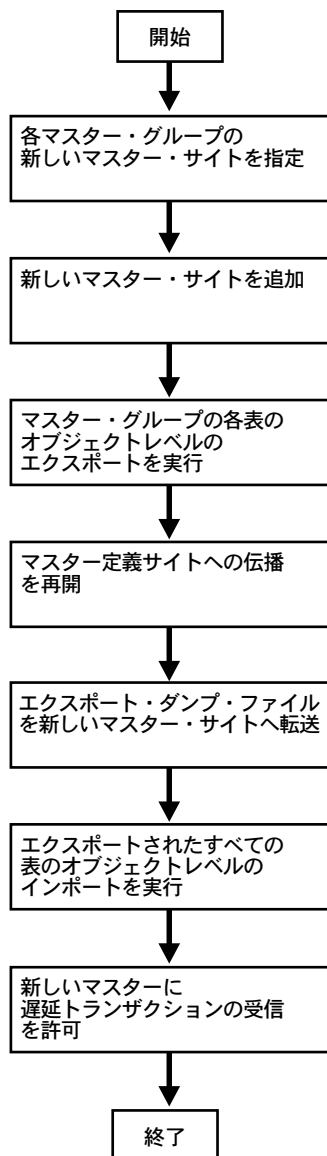 開始
各マスター・グループの
新しいマスター・サイトを指定
新しいマスター・サイトを追加
マスター・グループの各表の
オブジェクトレベルの
エクスポートを実行
マスター定義サイトへの伝播
を再開
エクスポート・ダンプ・ファイル
を新しいマスター・サイトへ転送
エクスポートされたすべての
表のオブジェクトレベルの
インポートを実行
新しいマスターに
遅延トランザクションの受信
を許可
終了